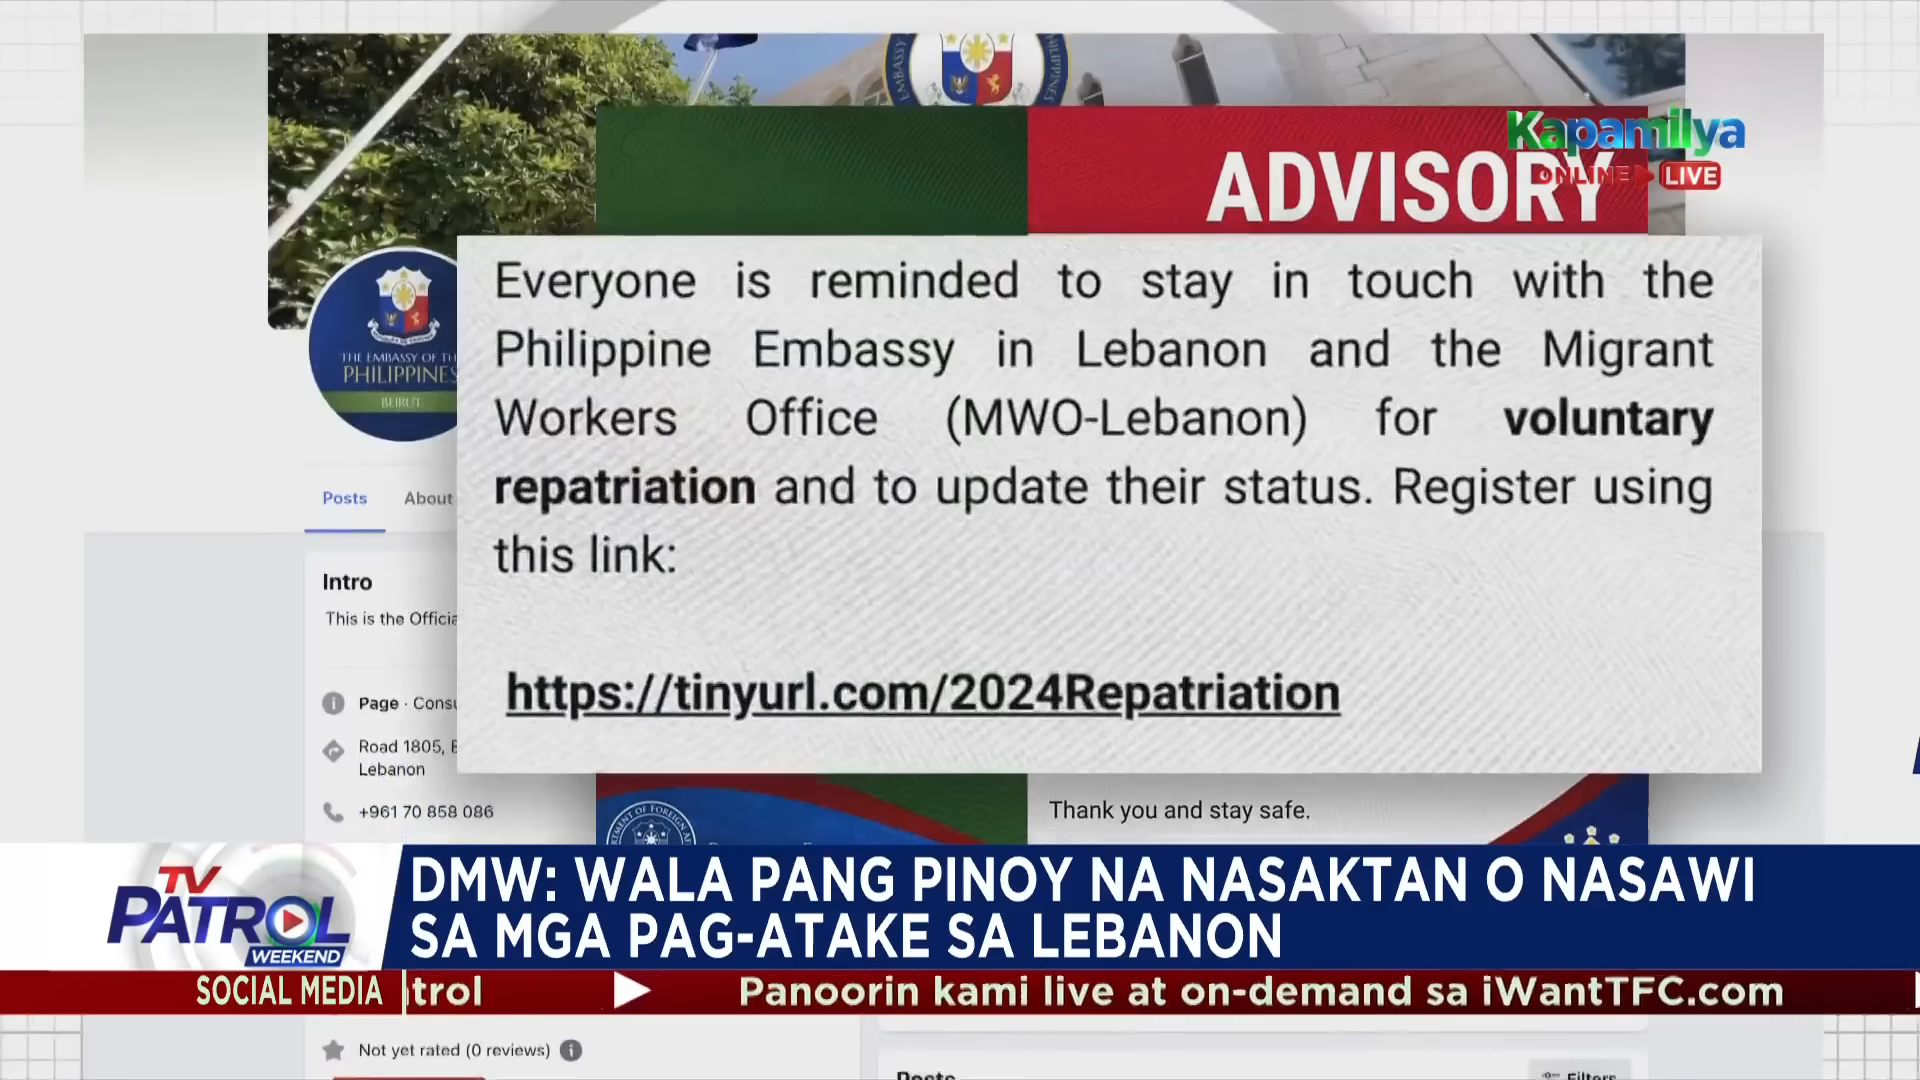 EMBASSY
PHILIPPINES
Kapamilya
ONLINE LIVE
ADVISORY
Everyone is reminded to stay in touch with the
Philippine Embassy in Lebanon and the Migrant
Workers Office (MWO-Lebanon) for voluntary
repatriation and to update their status. Register using
this link:
https://tinyurl.com/2024Repatriation
THE EMBASSY OF
PHILIPPINES
BEIRUT
Posts About
Intro
This is the
Page ·
Road 1805,
Lebanon
+961 70 858 086
Thank you and stay safe.
TV
PATROL
WEEKEND
DMW: WALA PANG PINOY NA NASAKTAN O NASAWI
SA MGA PAG-ATAKE SA LEBANON
SOCIAL MEDIA trol Panoorin kami live at on-demand sa iWantTFC.com
Not yet rated (0 reviews)
Posts
Filters